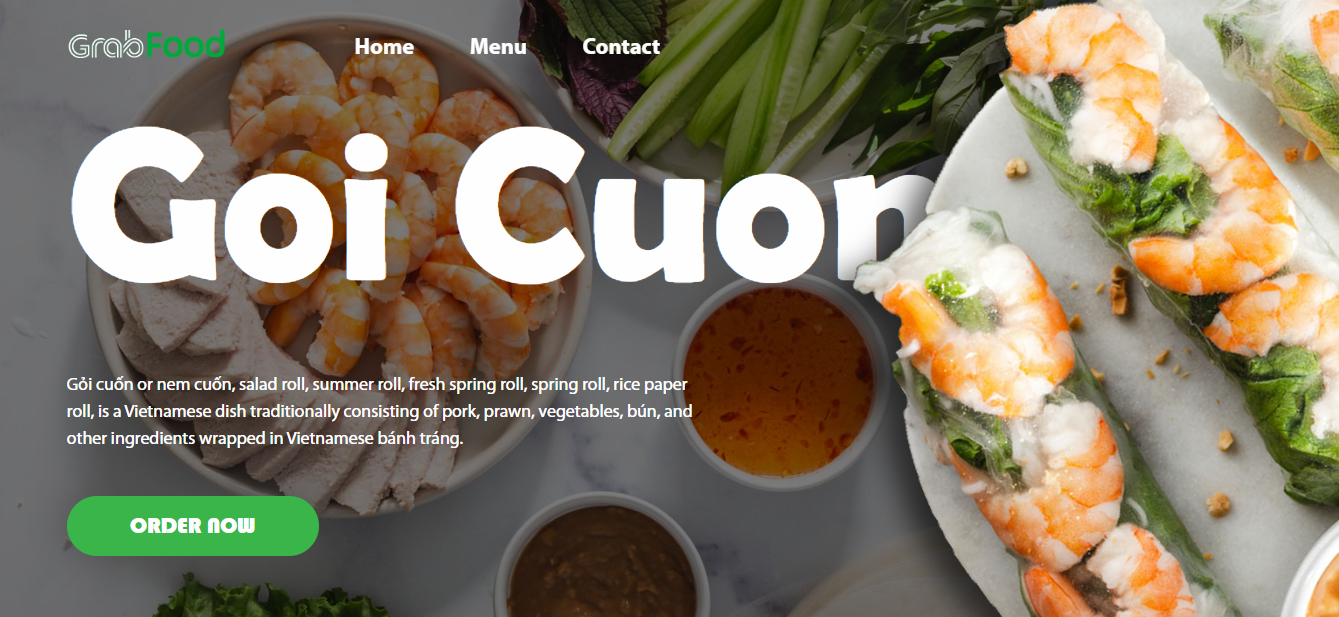 GrabFood
Home Menu Contact
Goi Cuon
Gỏi cuốn or nem cuốn, salad roll, summer roll, fresh spring roll, spring roll, rice paper
roll, is a Vietnamese dish traditionally consisting of pork, prawn, vegetables, bún, and
other ingredients wrapped in Vietnamese bánh tráng.
ORDER NOW